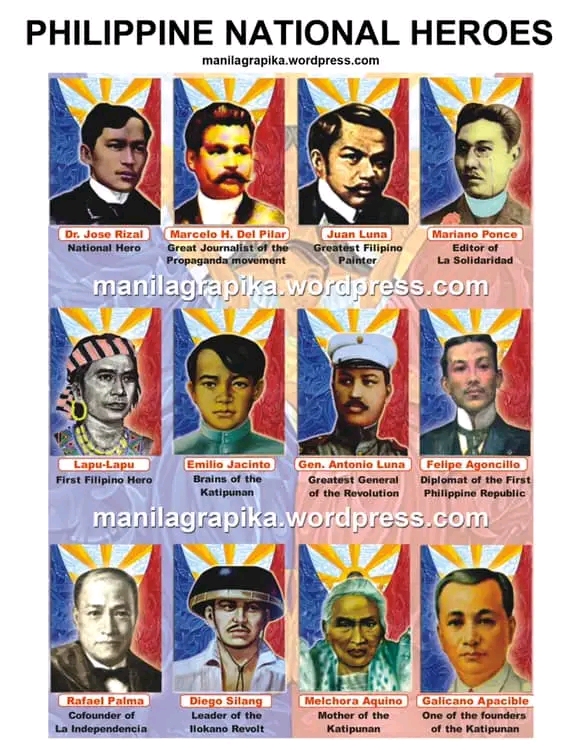 PHILIPPINE NATIONAL HEROES
manilagrapika.wordpress.com
Dr. Jose Rizal
National Hero
Marcelo H. Del Pilar
Great Journalist of the
Propaganda movement
Juan Luna
Greatest Filipino
Painter
Mariano Ponce
Editor of
La Solidaridad
manilagrapika.wordpress.com
Lapu-Lapu
First Filipino Hero
Emilio Jacinto
Brains of the
Katipunan
Gen. Antonio Luna
Greatest General
of the Revolution
Felipe Agoncillo
Diplomat of the First
Philippine Republic
manilagrapika.wordpress.com
Rafael Palma
Cofounder of
La Independencia
Diego Silang
Leader of the
Ilokano Revolt
Melchora Aquino
Mother of the
Katipunan
Galicano Apacible
One of the founders
of the Katipunan